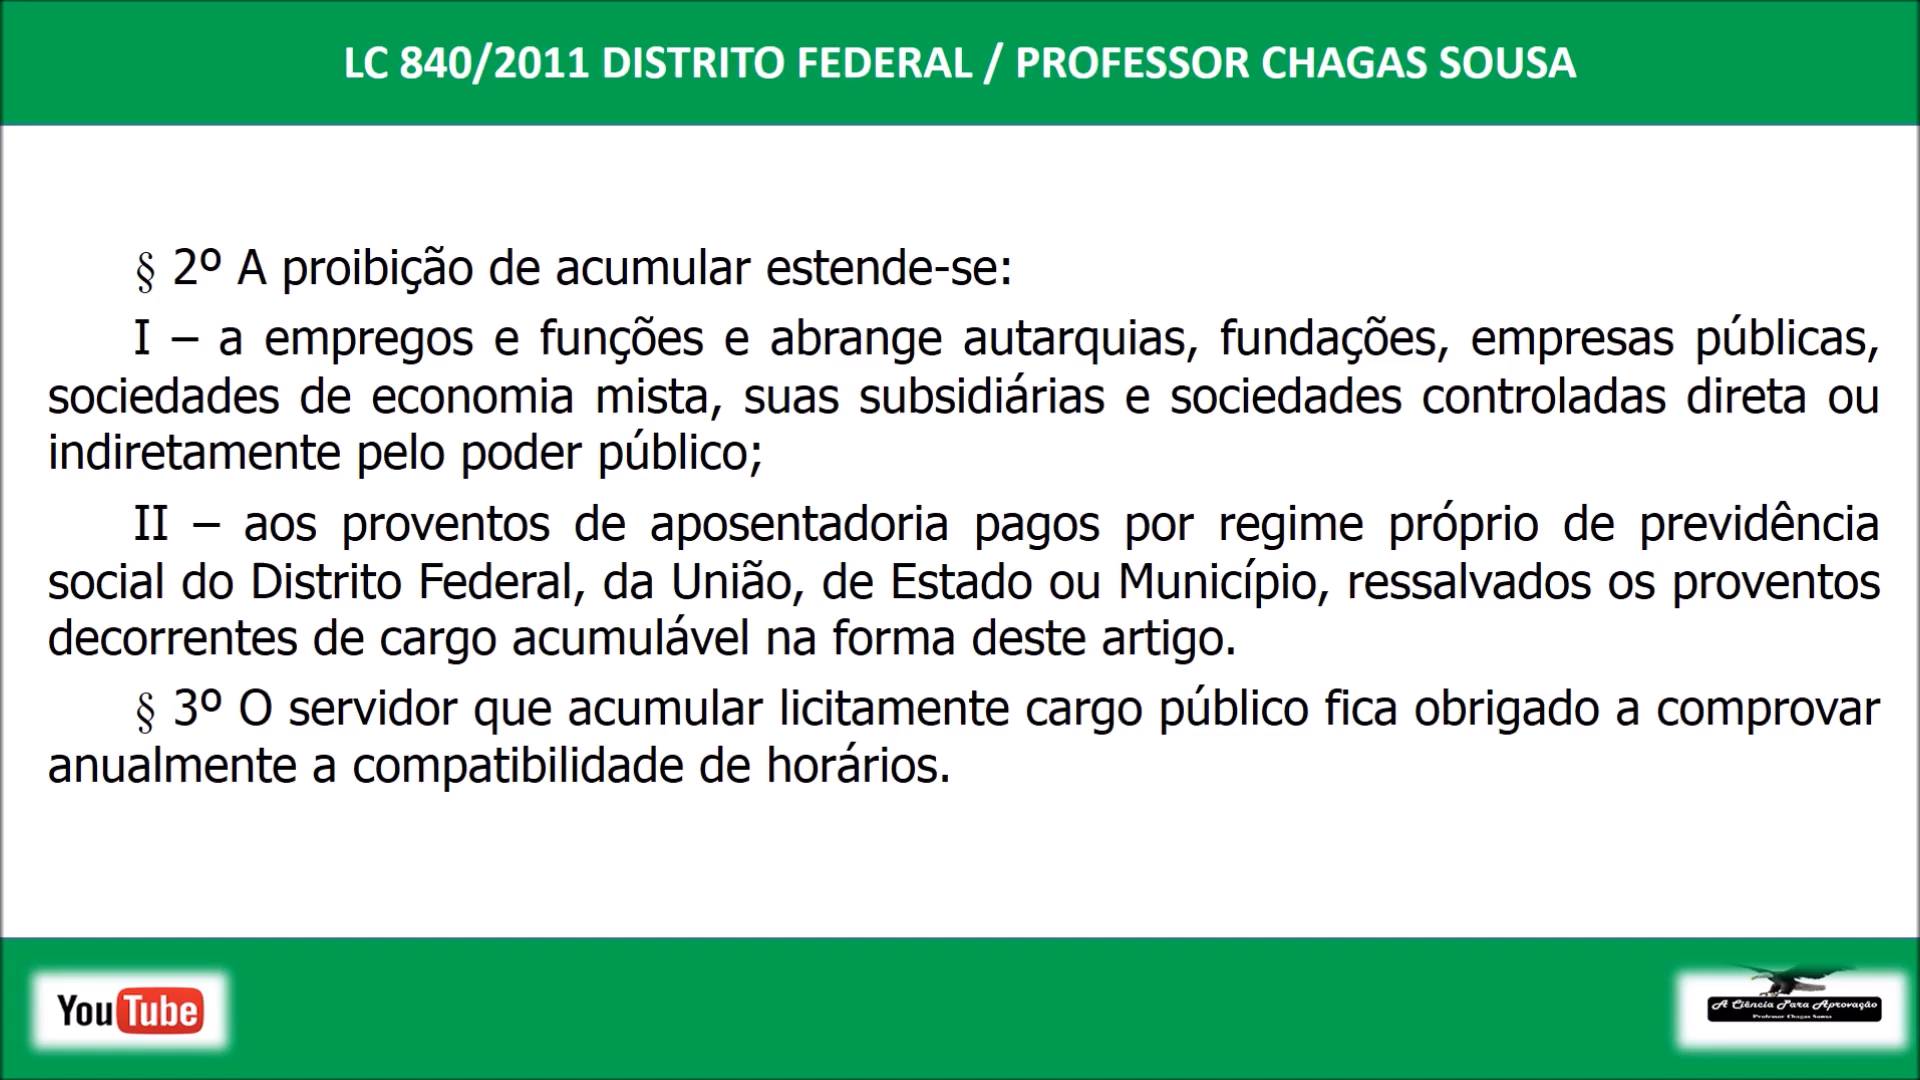 LC 840/2011 DISTRITO FEDERAL / PROFESSOR CHAGAS SOUSA
§ 2º A proibição de acumular estende-se:
I – a empregos e funções e abrange autarquias, fundações, empresas públicas,
sociedades de economia mista, suas subsidiárias e sociedades controladas direta ou
indiretamente pelo poder público;
II – aos proventos de aposentadoria pagos por regime próprio de previdência
social do Distrito Federal, da União, de Estado ou Município, ressalvados os proventos
decorrentes de cargo acumulável na forma deste artigo.
§ 3º O servidor que acumular licitamente cargo público fica obrigado a comprovar
anualmente a compatibilidade de horários.
YouTube
A Ciência Para Aprovação
Professor Chagas Sousa